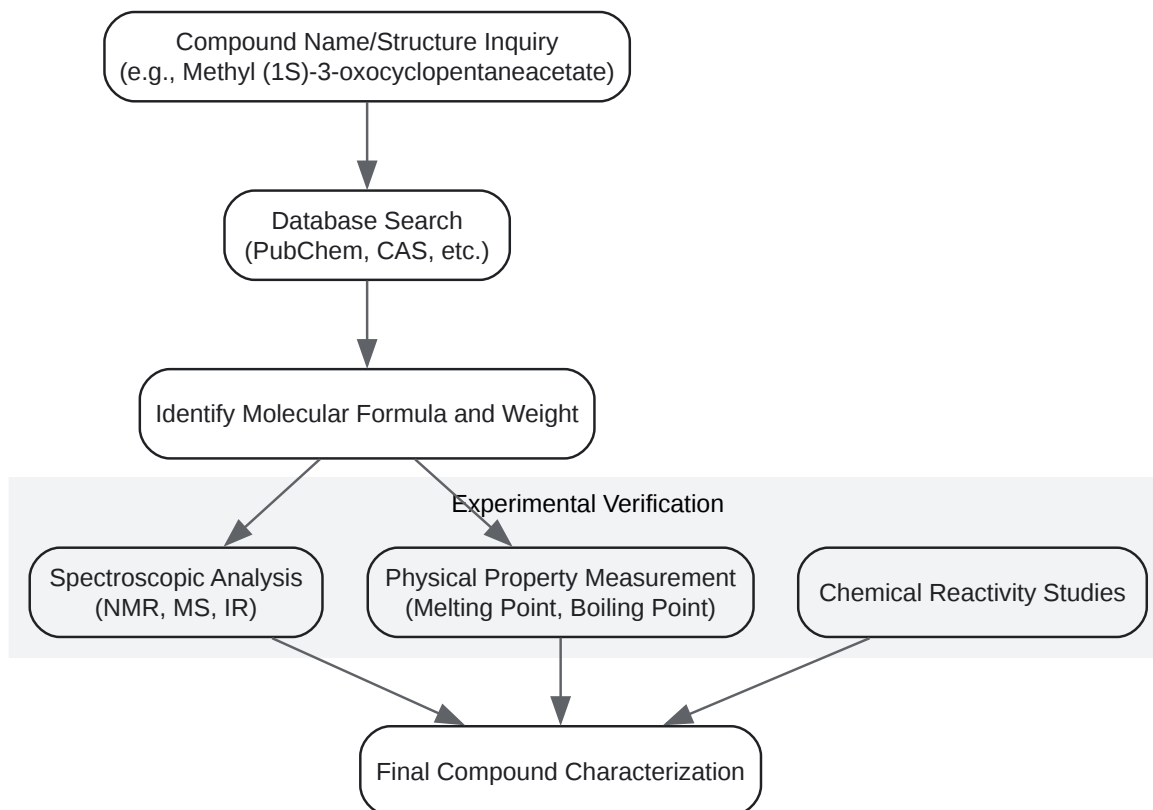 Compound Name/Structure Inquiry
(e.g., Methyl (1S)-3-oxocyclopentaneacetate)
Database Search
(PubChem, CAS, etc.)
Identify Molecular Formula and Weight
Experimental Verification
Spectroscopic Analysis
(NMR, MS, IR)
Physical Property Measurement
(Melting Point, Boiling Point)
Chemical Reactivity Studies
Final Compound Characterization